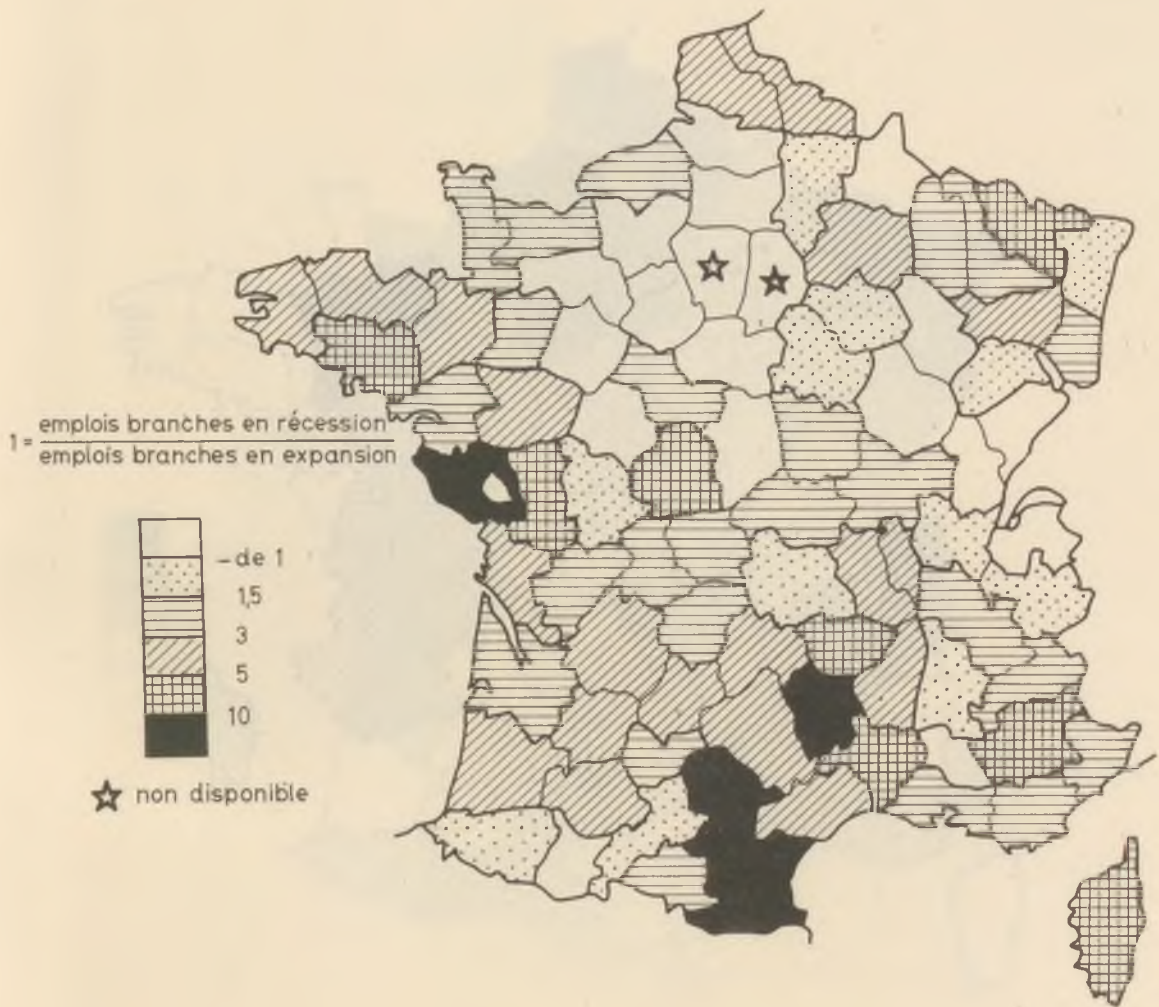 1 = emplois branches en récession
emplois branches en expansion
- de 1
1,5
3
5
10
non disponible